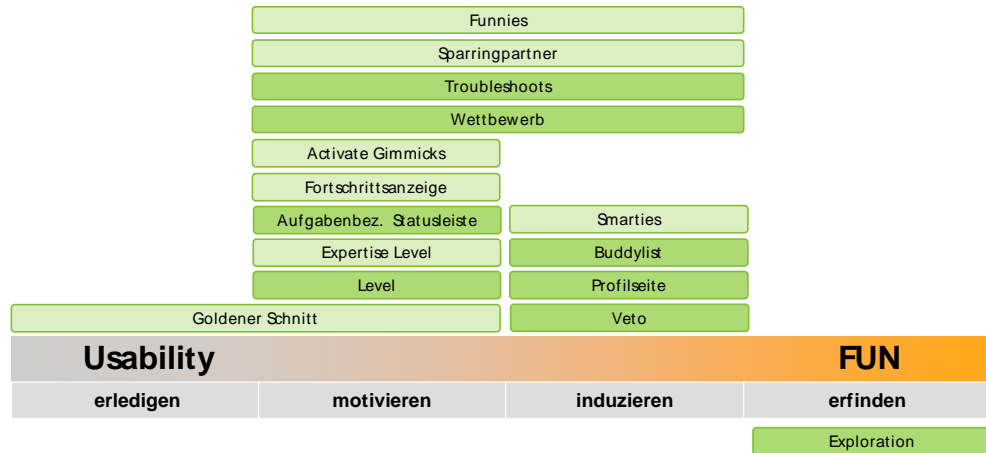 Funnies
Sparringpartner
Troubleshoots
Wettbewerb
Activate Gimmicks
Fortschrittsanzeige
Aufgabenbez. Statusleiste
Smarties
Expertise Level
Buddylist
Level
Profilseite
Goldener Schnitt
Veto
Usability
FUN
erledigen
motivieren
induzieren
erfinden
Exploration